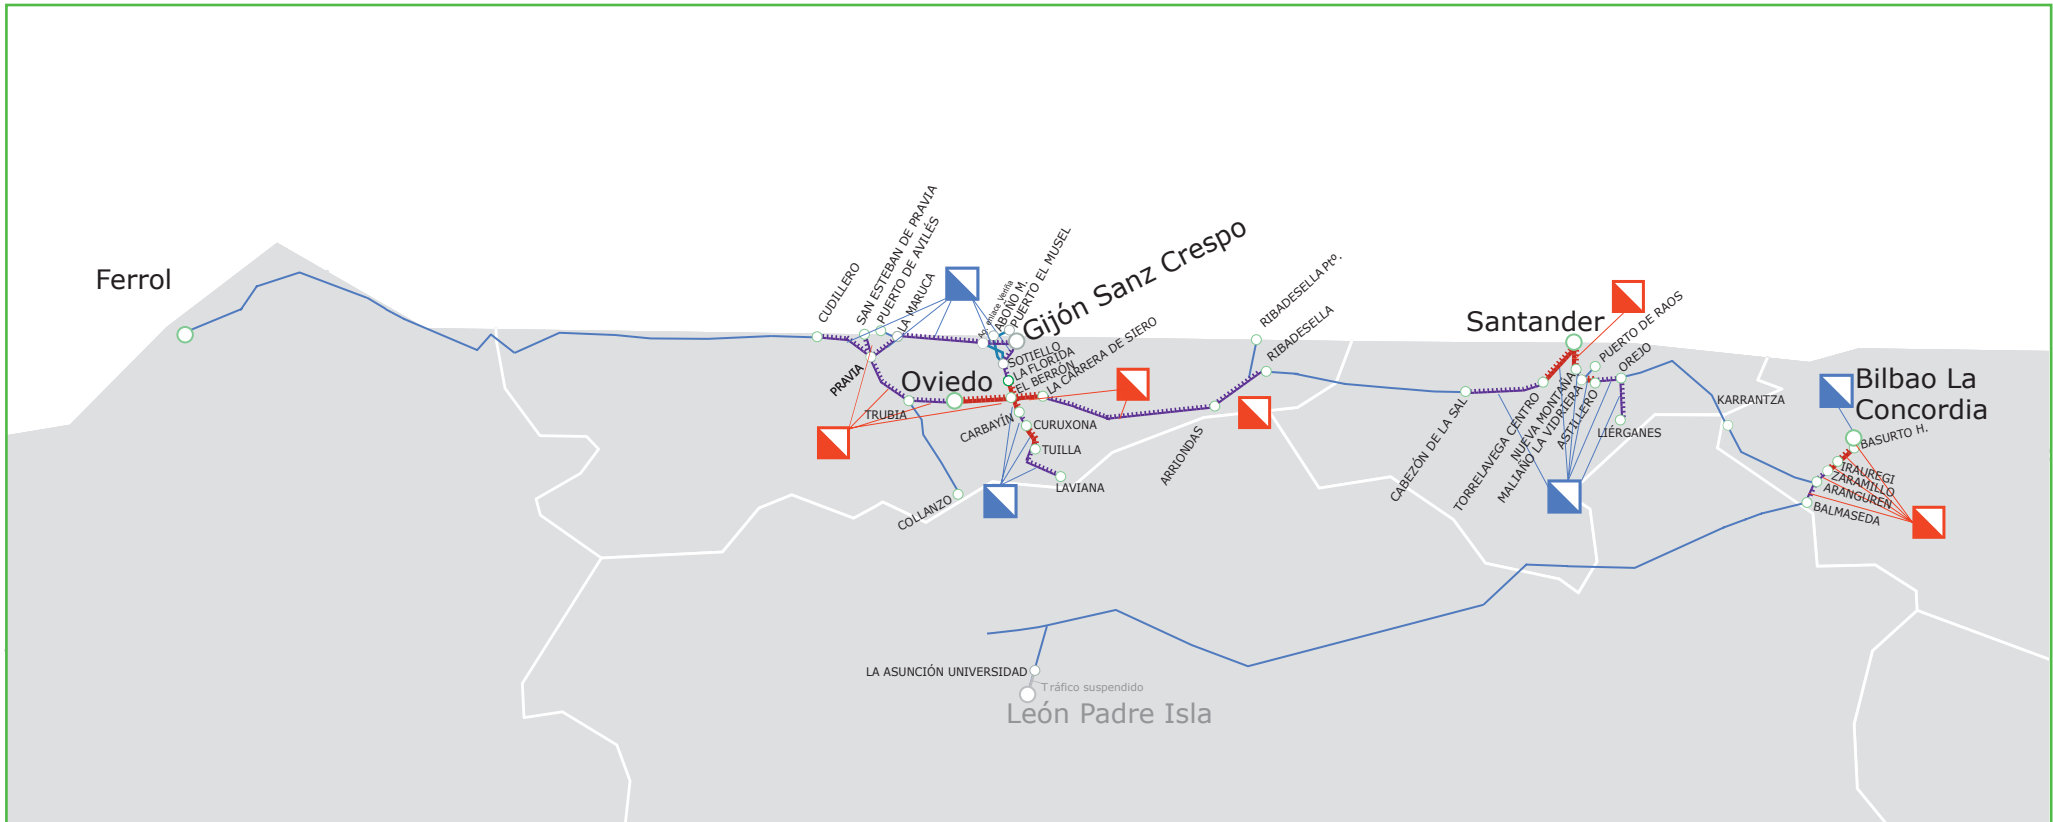 Ferrol
CUDILLERO
SAN ESTEBAN DE PRAVIA
PUERTO DE AVILÉS
LA MARUCA
Ag. enlace Veriña
ABOÑO M.
PUERTO EL MUSEL
Gijón Sanz Crespo
SOTIELLO
LA FLORIDA
EL BERRÓN
LA CARRERA DE SIERO
PRAVIA
Oviedo
TRUBIA
CARBAYÍN
CURUXONA
TUILLA
LAVIANA
COLLANZO
RIBADESELLA Ptº.
RIBADESELLA
ARRIONDAS
Santander
PUERTO DE RAOS
OREJO
CABEZÓN DE LA SAL
TORRELAVEGA CENTRO
NUEVA MONTAÑA
MALIAÑO LA VIDRIERA
ASTILLERO
LIÉRGANES
KARRANTZA
Bilbao La
Concordia
BASURTO H.
IRAUREGI
ZARAMILLO
ARANGUREN
BALMASEDA
LA ASUNCIÓN UNIVERSIDAD
Tráfico suspendido
León Padre Isla